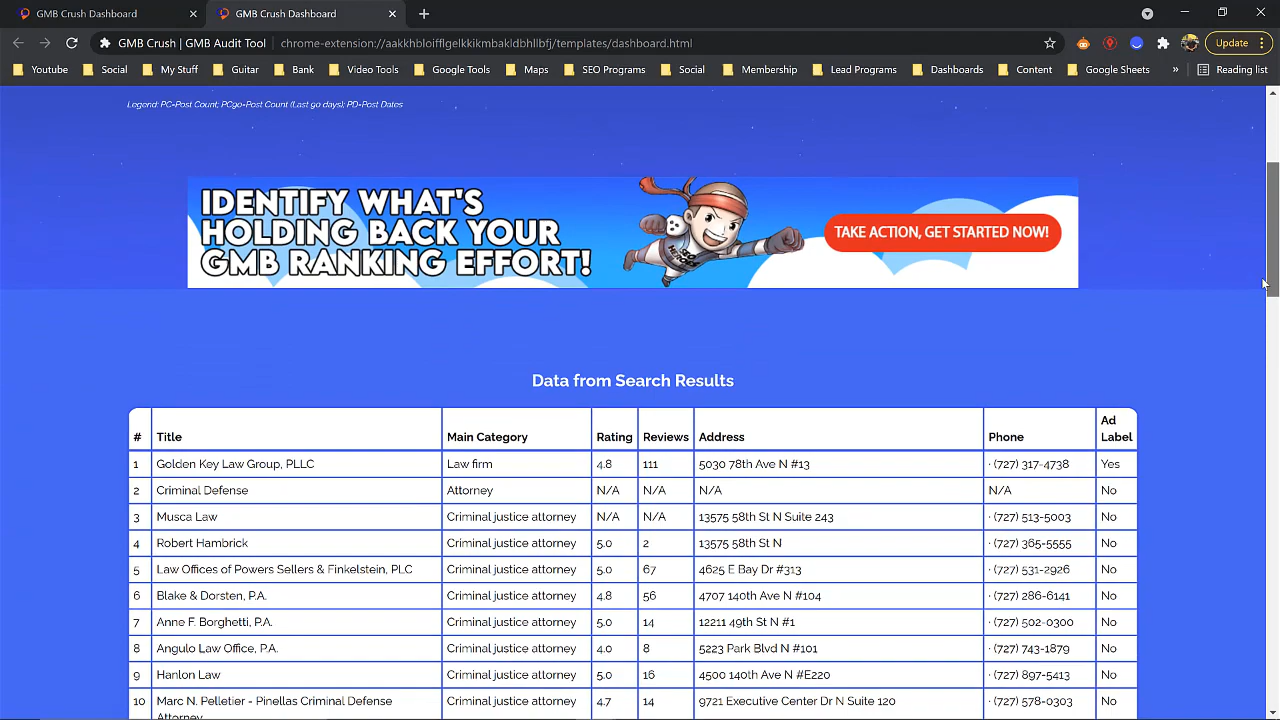 GMB Crush Dashboard
GMB Crush Dashboard
GMB Crush | GMB Audit Tool chrome-extension://aakkhbloifflgelkkikmbakldbhllbfj/templates/dashboard.html Update
Youtube Social My Stuff Guitar Bank Video Tools Google Tools Maps SEO Programs Social Membership Lead Programs Dashboards Content Google Sheets » Reading list
Legend: PC=Post Count; PC90=Post Count (Last 90 days); PD=Post Dates
IDENTIFY WHAT'S
HOLDING BACK YOUR
GMB RANKING EFFORT!
TAKE ACTION, GET STARTED NOW!
Data from Search Results
# Title Main Category Rating Reviews Address Phone Ad Label
1 Golden Key Law Group, PLLC Law firm 4.8 111 5030 78th Ave N #13 · (727) 317-4738 Yes
2 Criminal Defense Attorney N/A N/A N/A N/A No
3 Musca Law Criminal justice attorney N/A N/A 13575 58th St N Suite 243 · (727) 513-5003 No
4 Robert Hambrick Criminal justice attorney 5.0 2 13575 58th St N · (727) 365-5555 No
5 Law Offices of Powers Sellers & Finkelstein, PLC Criminal justice attorney 5.0 67 4625 E Bay Dr #313 · (727) 531-2926 No
6 Blake & Dorsten, P.A. Criminal justice attorney 4.8 56 4707 140th Ave N #104 · (727) 286-6141 No
7 Anne F. Borghetti, P.A. Criminal justice attorney 5.0 14 12211 49th St N #1 · (727) 502-0300 No
8 Angulo Law Office, P.A. Criminal justice attorney 4.0 8 5223 Park Blvd N #101 · (727) 743-1879 No
9 Hanlon Law Criminal justice attorney 5.0 16 4500 140th Ave N #E220 · (727) 897-5413 No
10 Marc N. Pelletier - Pinellas Criminal Defense Criminal justice attorney 4.7 14 9721 Executive Center Dr N Suite 120 · (727) 578-0303 No
Attorney